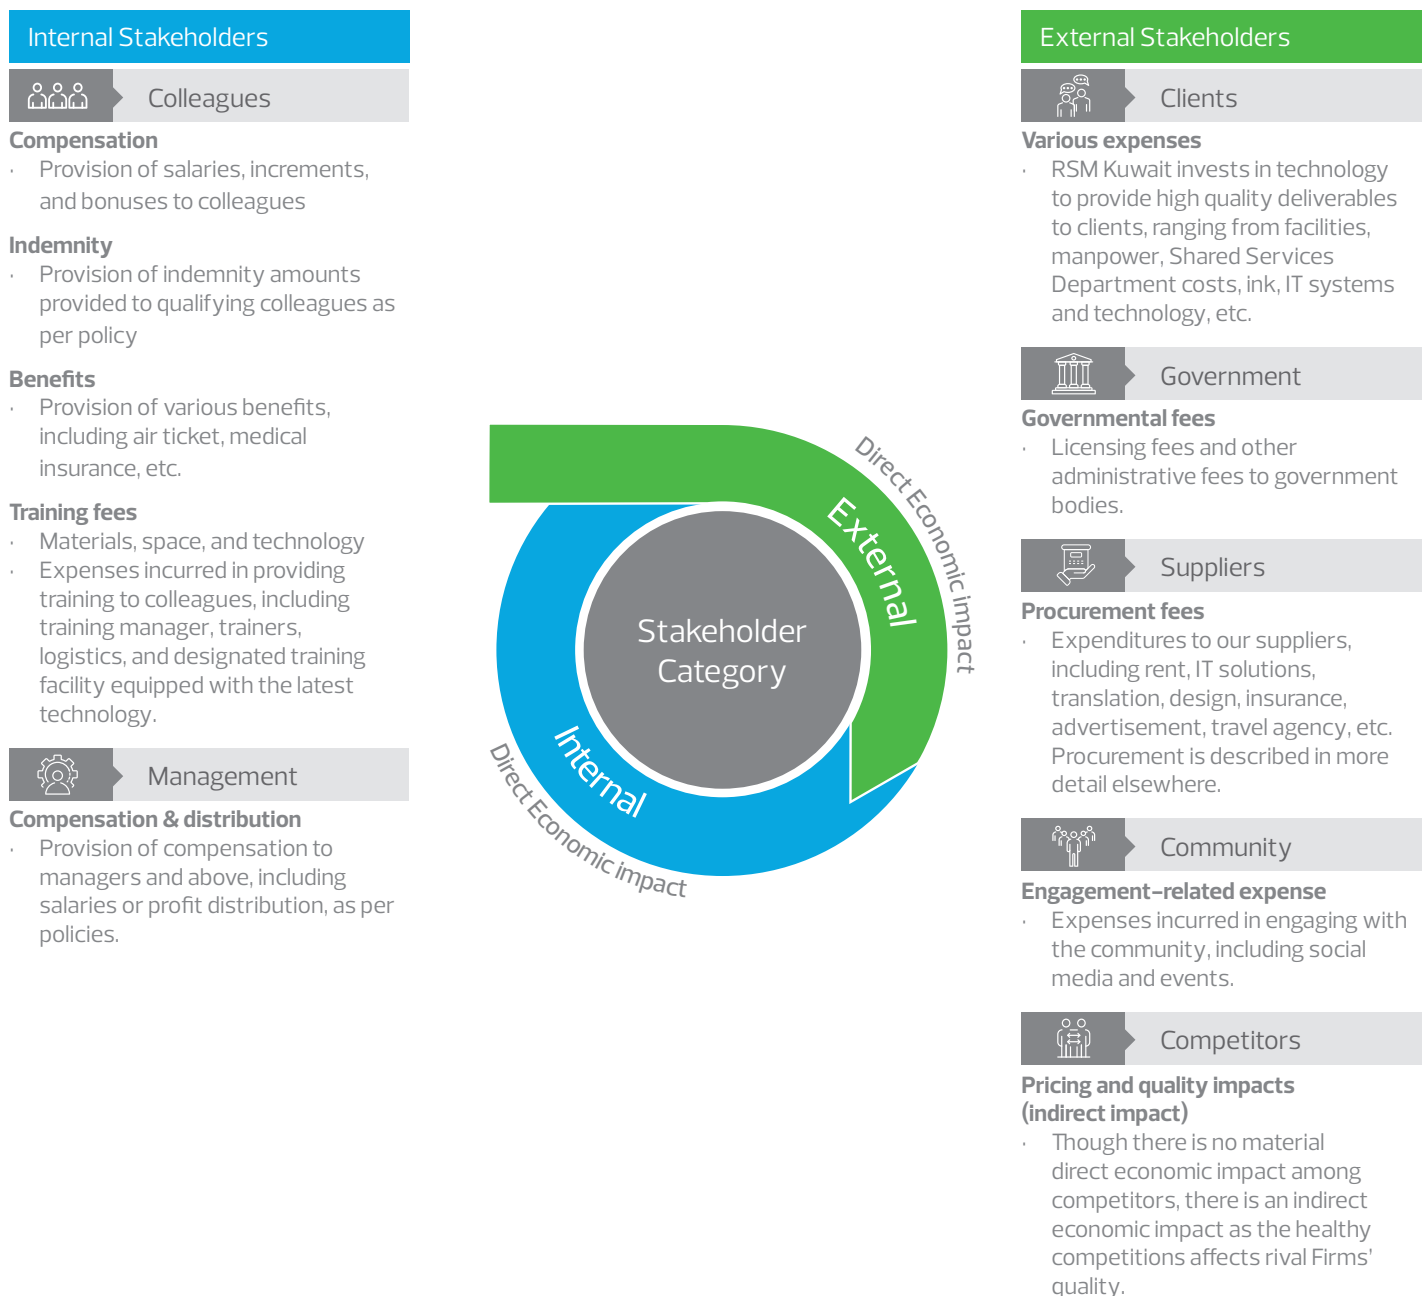 Internal Stakeholders
Colleagues
Compensation
· Provision of salaries, increments,
and bonuses to colleagues
Indemnity
· Provision of indemnity amounts
provided to qualifying colleagues as
per policy
Benefits
· Provision of various benefits,
including air ticket, medical
insurance, etc.
Training fees
· Materials, space, and technology
· Expenses incurred in providing
training to colleagues, including
training manager, trainers,
logistics, and designated training
facility equipped with the latest
technology.
Management
Compensation & distribution
· Provision of compensation to
managers and above, including
salaries or profit distribution, as per
policies.
Direct Economic impact
External
Stakeholder
Category
Internal
Direct Economic impact
External Stakeholders
Clients
Various expenses
· RSM Kuwait invests in technology
to provide high quality deliverables
to clients, ranging from facilities,
manpower, Shared Services
Department costs, ink, IT systems
and technology, etc.
Government
Governmental fees
· Licensing fees and other
administrative fees to government
bodies.
Suppliers
Procurement fees
· Expenditures to our suppliers,
including rent, IT solutions,
translation, design, insurance,
advertisement, travel agency, etc.
Procurement is described in more
detail elsewhere.
Community
Engagement-related expense
· Expenses incurred in engaging with
the community, including social
media and events.
Competitors
Pricing and quality impacts
(indirect impact)
· Though there is no material
direct economic impact among
competitors, there is an indirect
economic impact as the healthy
competitions affects rival Firms’
quality.